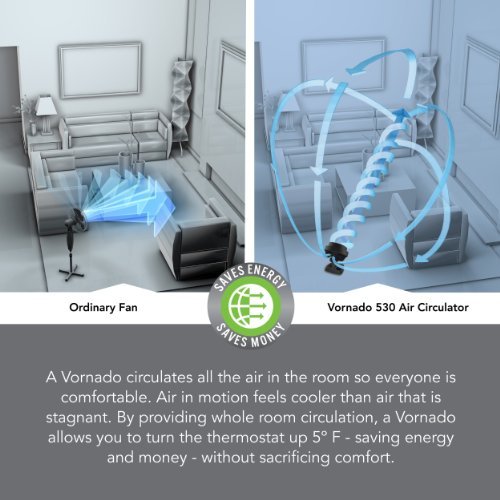 Ordinary Fan
Vornado 530 Air Circulator
SAVES ENERGY
SAVES MONEY
A Vornado circulates all the air in the room so everyone is
comfortable. Air in motion feels cooler than air that is
stagnant. By providing whole room circulation, a Vornado
allows you to turn the thermostat up 5° F - saving energy
and money - without sacrificing comfort.